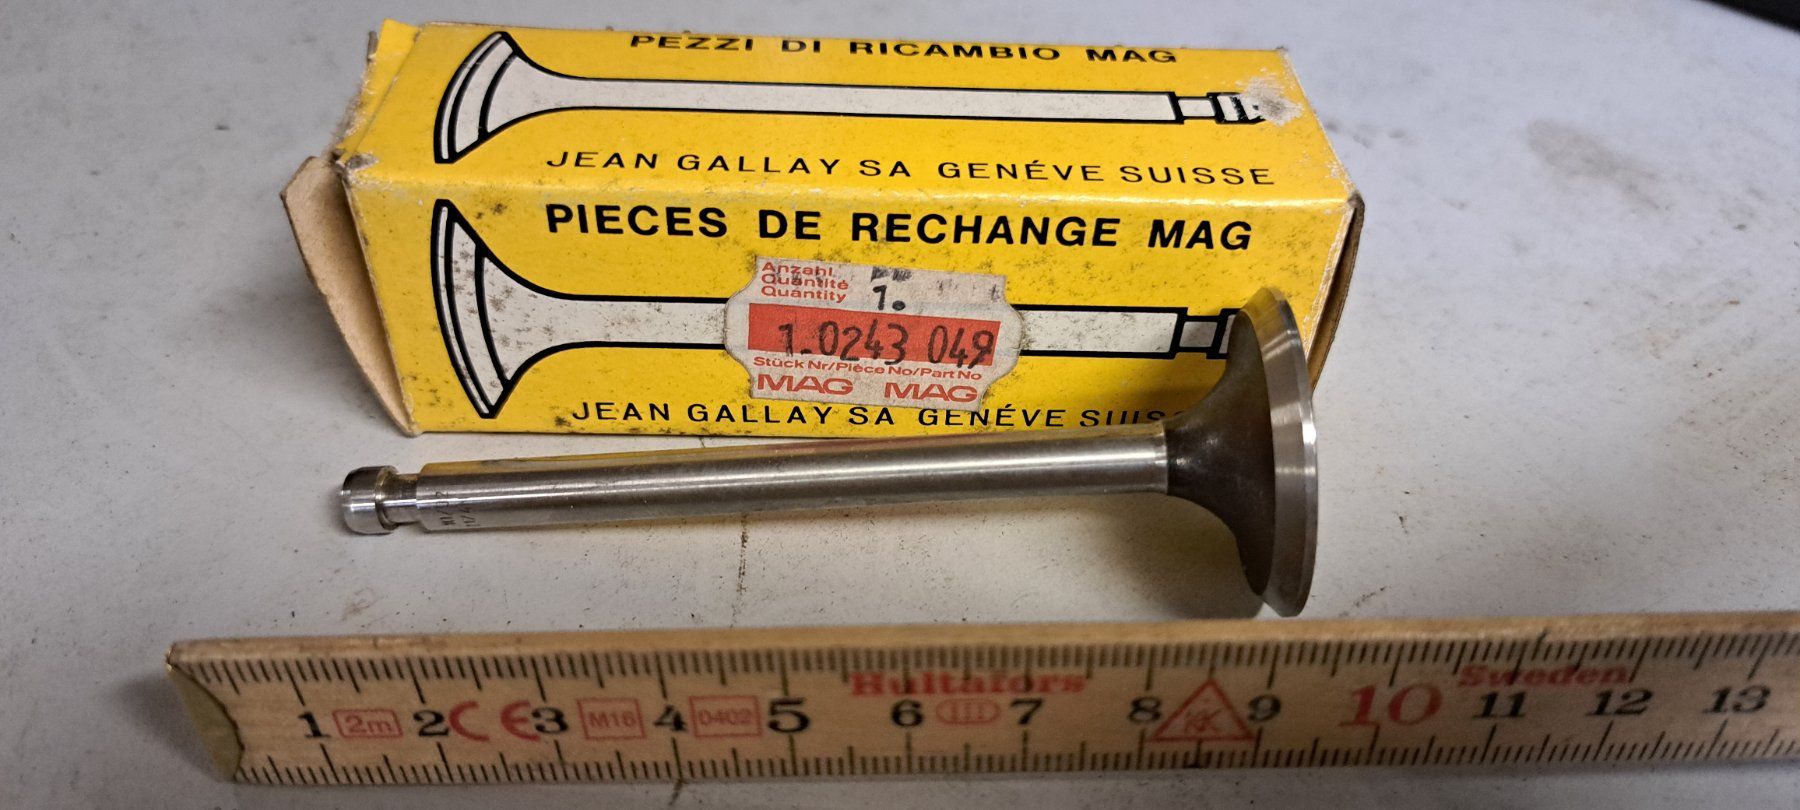 PEZZI DI RICAMBIO MAG
JEAN GALLAY SA GENÉVE SUISSE
PIECES DE RECHANGE MAG
Anzahl
Quantité
Quantity
1.
1.0243 049
Stück Nr/Pièce No/Part No
MAG MAG
JEAN GALLAY SA GENÉVE
Hultafors Sweden
1 2m 2 CE 3 M16 4 0402 5 6 III 7 8 9 10 11 12 13